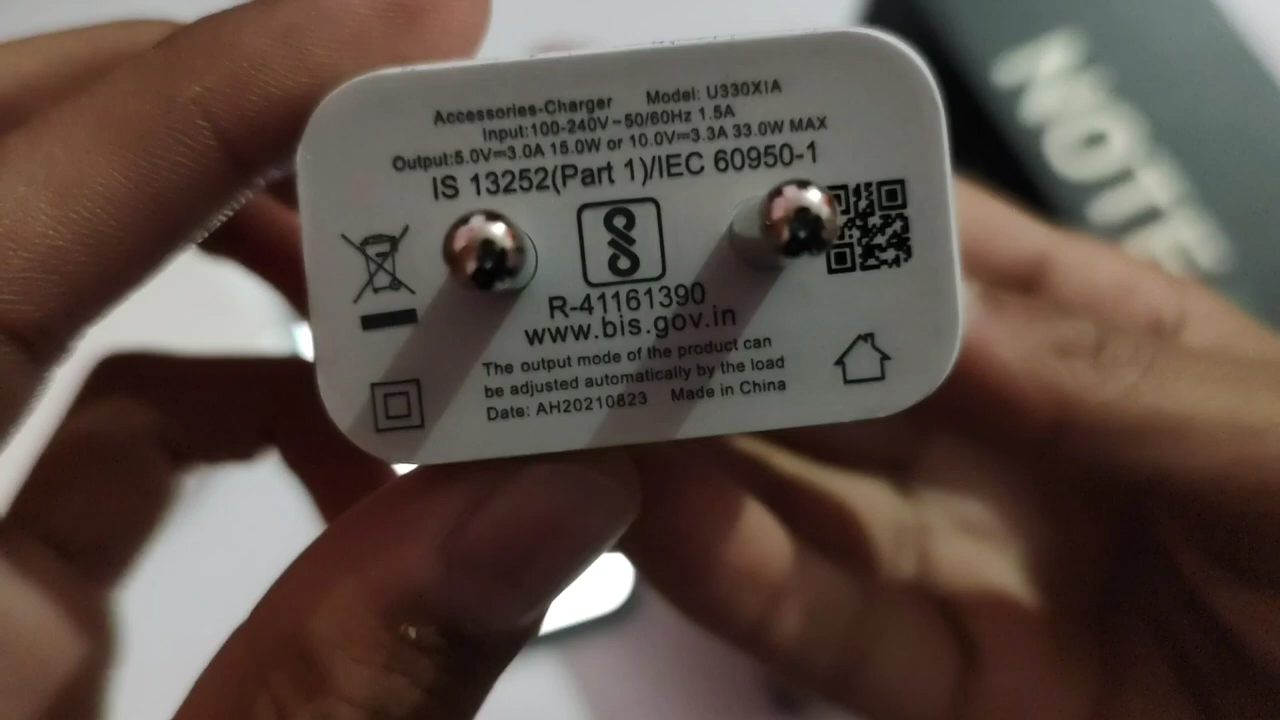 Accessories-Charger Model: U330XIA
Input:100-240V~50/60Hz 1.5A
Output:5.0V⎓3.0A 15.0W or 10.0V⎓3.3A 33.0W MAX
IS 13252(Part 1)/IEC 60950-1
R-41161390
www.bis.gov.in
The output mode of the product can
be adjusted automatically by the load
Date: AH20210823 Made in China
NOTE